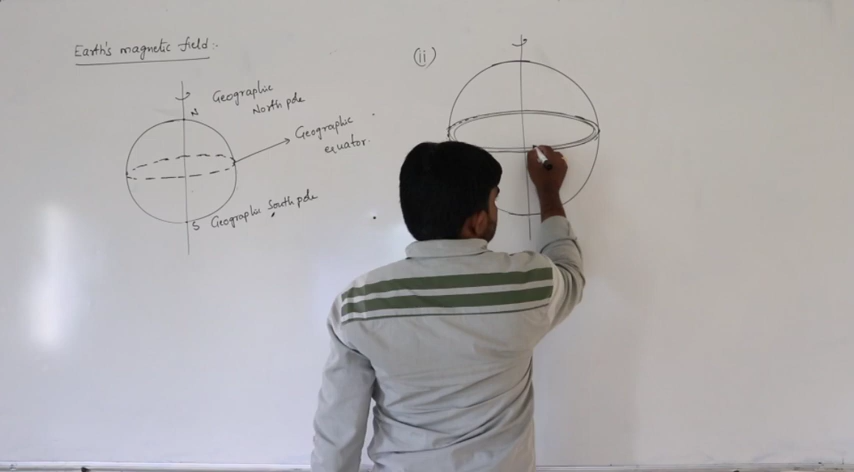 Earth's magnetic field:-
(ii)
N Geographic
North pole
Geographic
equator.
S Geographic South pole